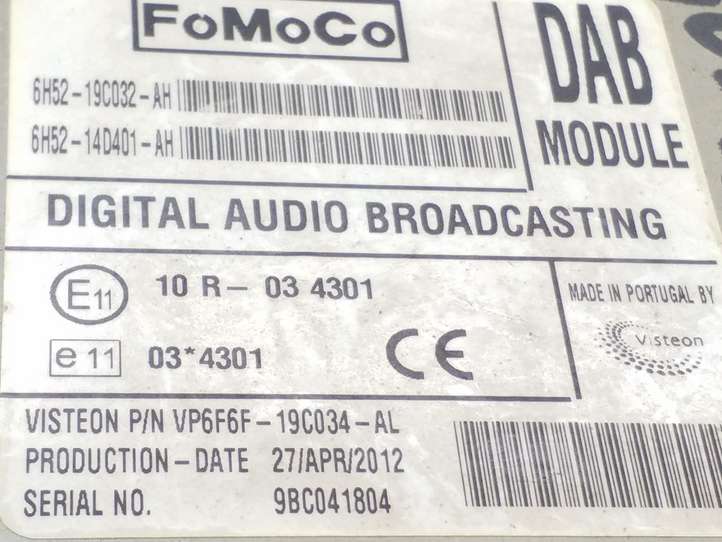 FoMoCo
6H52-19C032-AH
6H52-14D401-AH
DAB
MODULE
DIGITAL AUDIO BROADCASTING
E11
10 R- 03 4301
e 11
03*4301
CE
MADE IN PORTUGAL BY
Visteon
VISTEON P/N VP6F6F-19C034-AL
PRODUCTION-DATE 27/APR/2012
SERIAL NO. 9BC041804